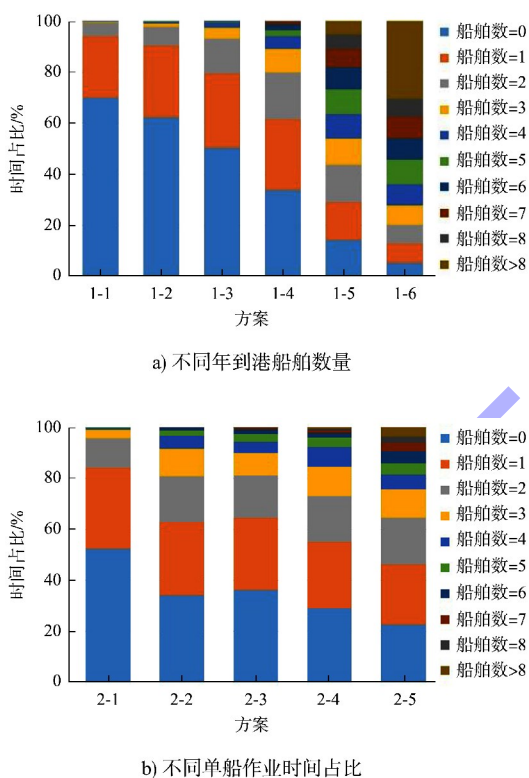 100
80
60
40
20
0
时间占比/%
1-1 1-2 1-3 1-4 1-5 1-6
方案
船舶数=0
船舶数=1
船舶数=2
船舶数=3
船舶数=4
船舶数=5
船舶数=6
船舶数=7
船舶数=8
船舶数>8
a) 不同年到港船舶数量
100
80
60
40
20
0
时间占比/%
2-1 2-2 2-3 2-4 2-5
方案
船舶数=0
船舶数=1
船舶数=2
船舶数=3
船舶数=4
船舶数=5
船舶数=6
船舶数=7
船舶数=8
船舶数>8
b) 不同单船作业时间占比